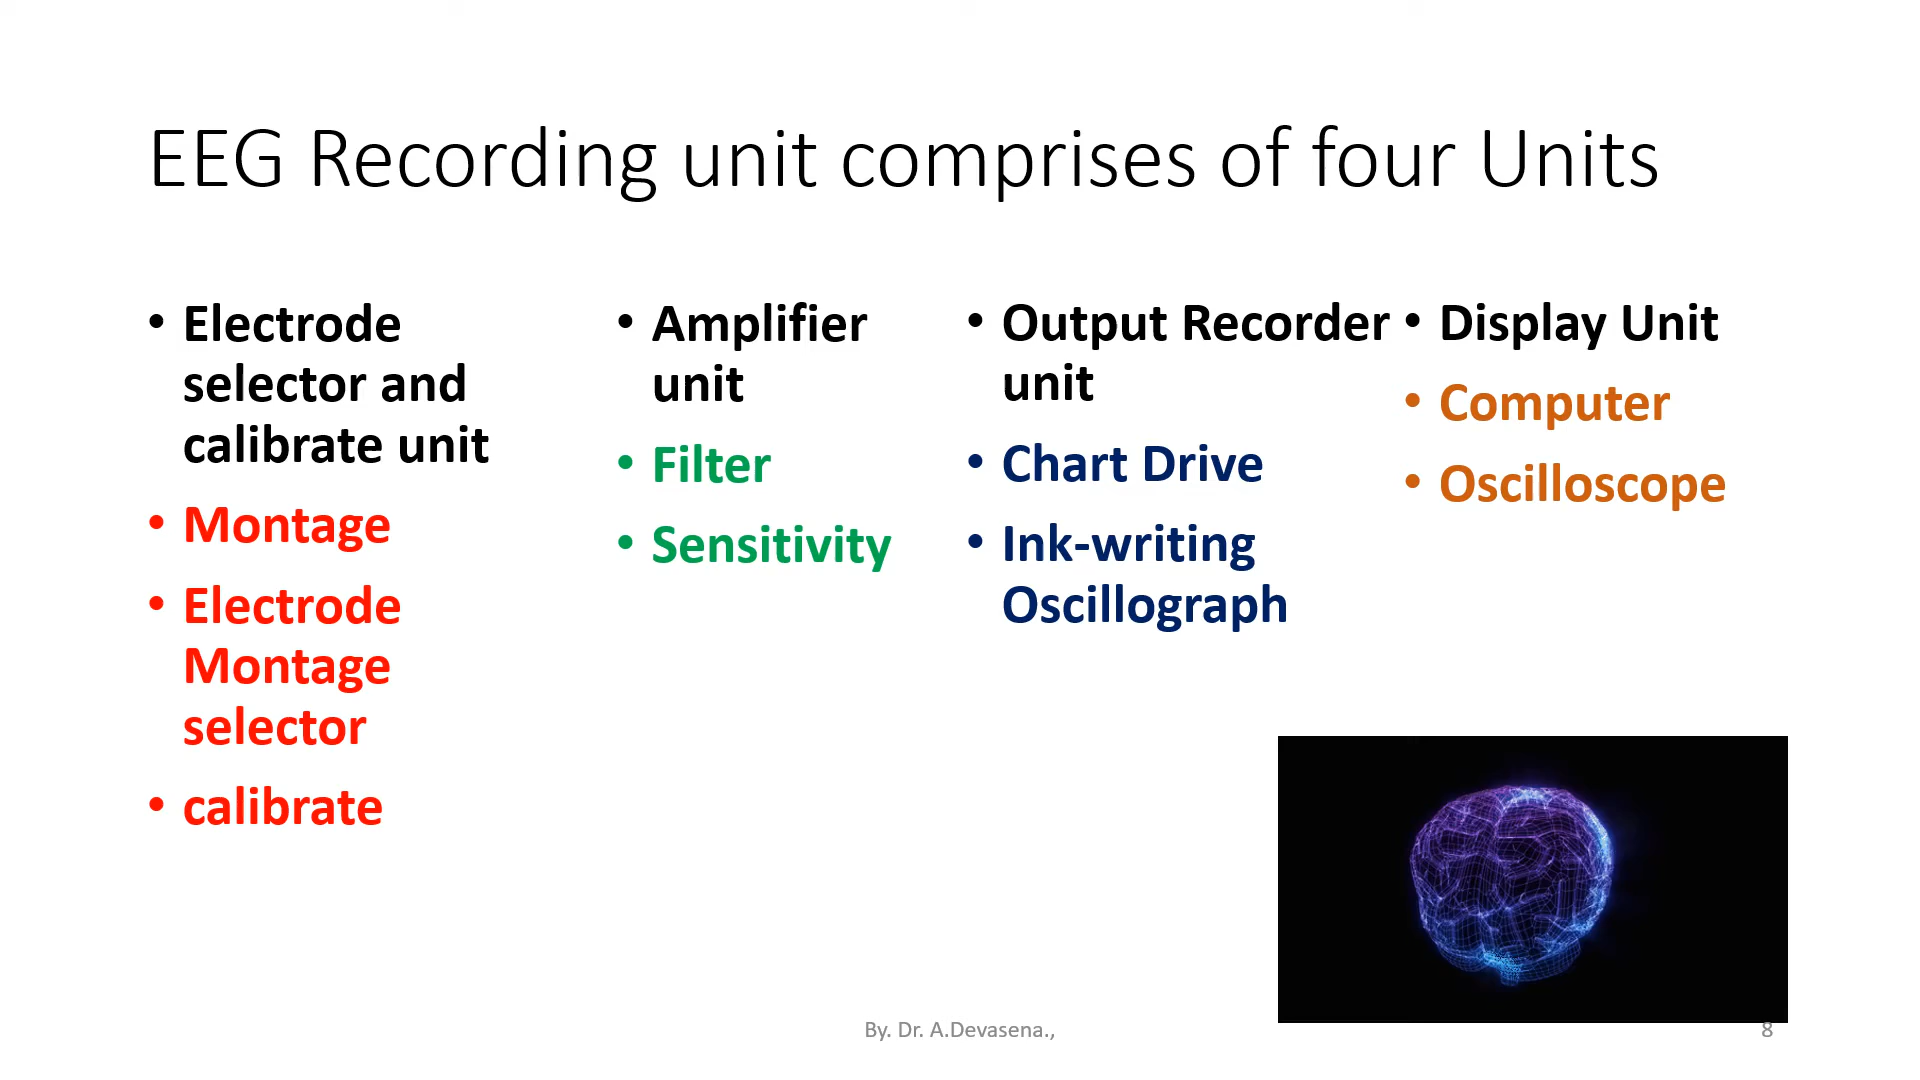 EEG Recording unit comprises of four Units
• Electrode
selector and
calibrate unit
• Montage
• Electrode
Montage
selector
• calibrate
• Amplifier
unit
• Filter
• Sensitivity
• Output Recorder
unit
• Chart Drive
• Ink-writing
Oscillograph
• Display Unit
• Computer
• Oscilloscope
By. Dr. A.Devasena.,
8